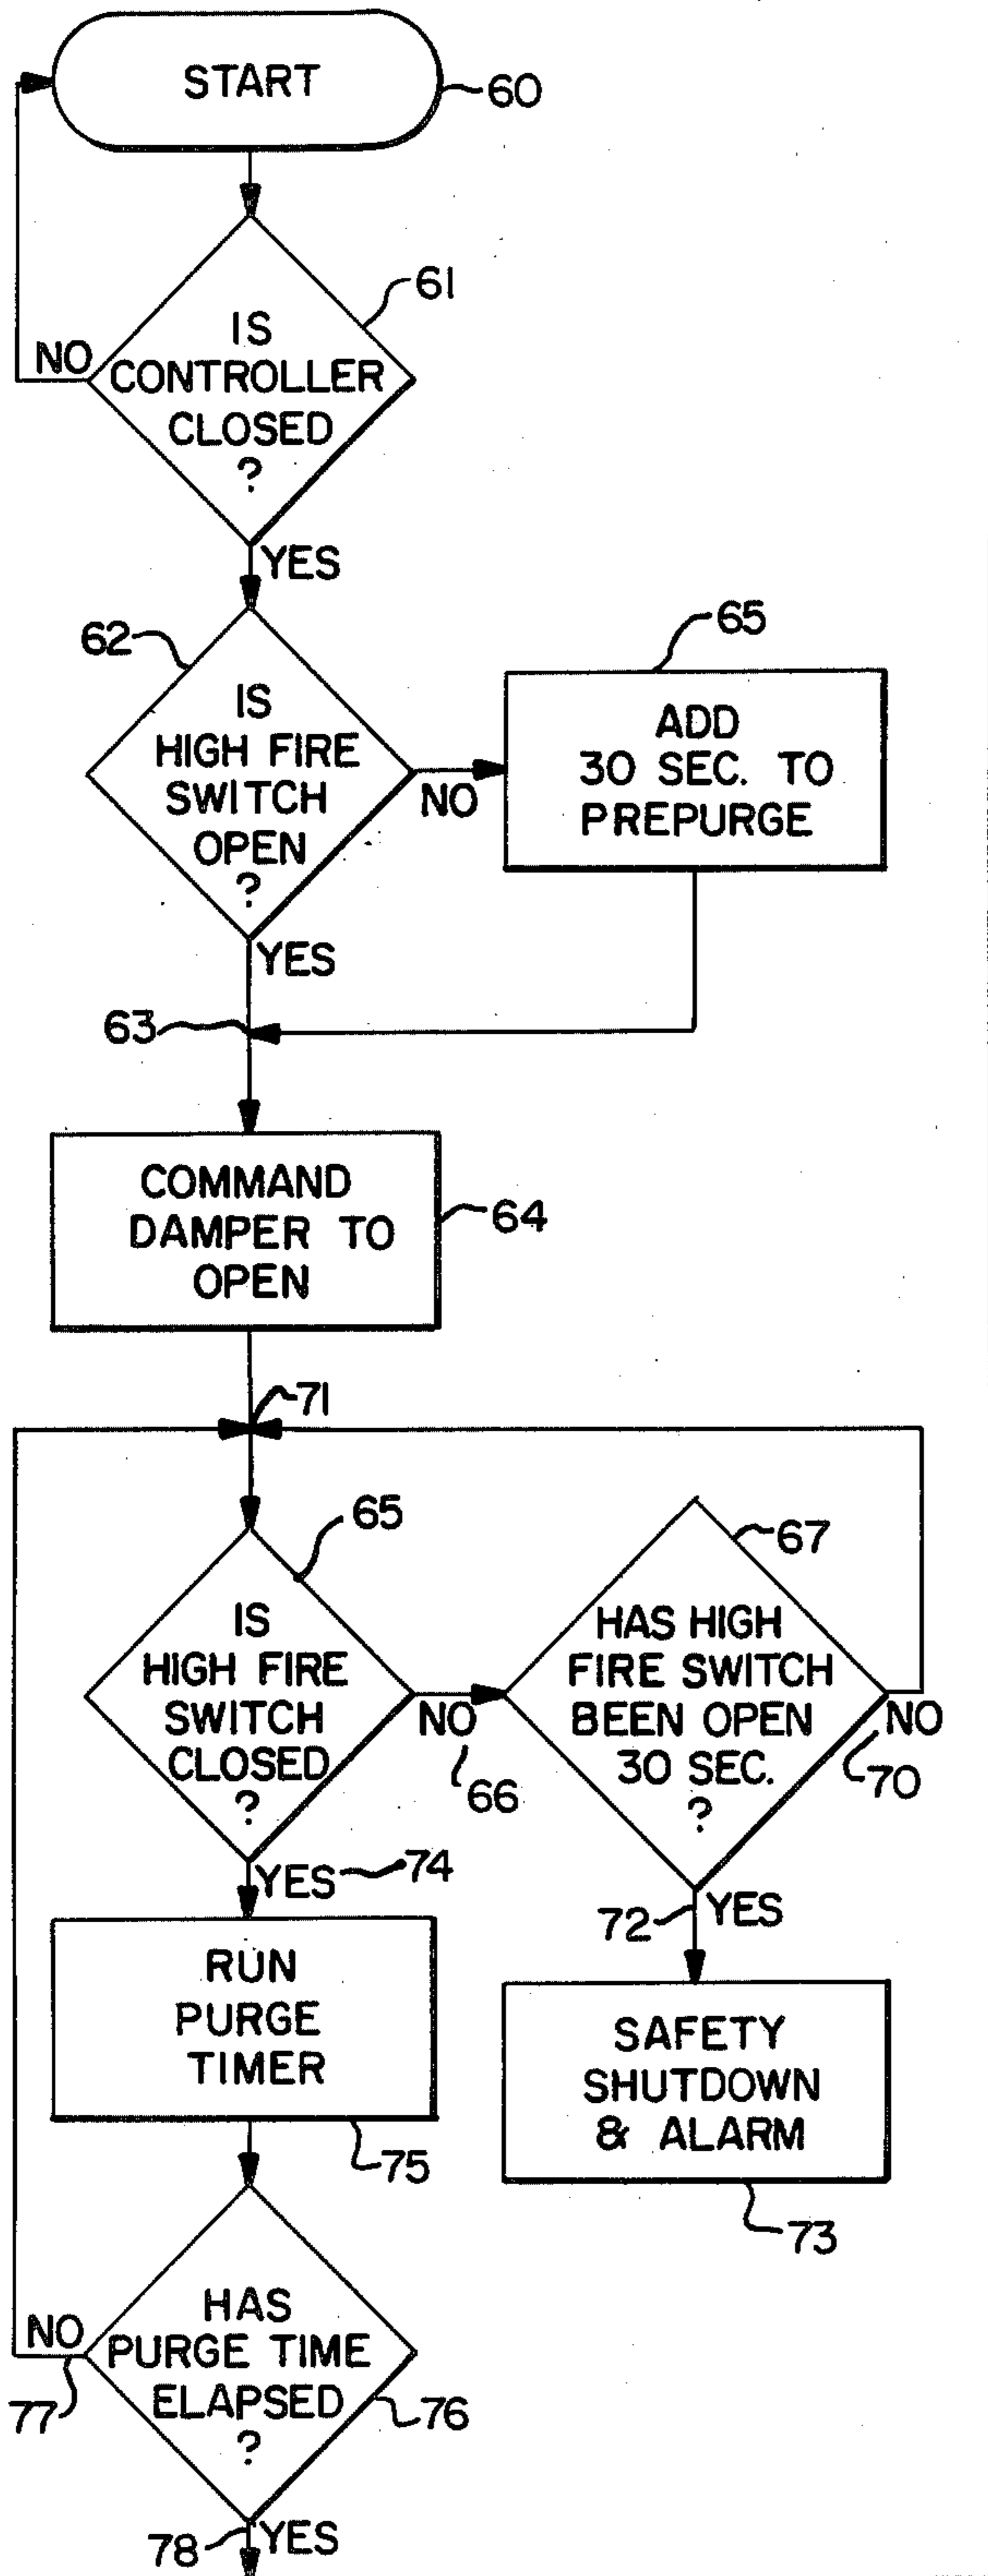 START
60
61
IS
CONTROLLER
CLOSED
?
NO
YES
62
IS
HIGH FIRE
SWITCH
OPEN
?
NO
65
ADD
30 SEC. TO
PREPURGE
YES
63
COMMAND
DAMPER TO
OPEN
64
71
65
IS
HIGH FIRE
SWITCH
CLOSED
?
NO
66
67
HAS HIGH
FIRE SWITCH
BEEN OPEN
30 SEC.
?
NO
70
YES
74
72
YES
RUN
PURGE
TIMER
75
SAFETY
SHUTDOWN
& ALARM
73
HAS
PURGE TIME
ELAPSED
?
NO
77
76
78
YES